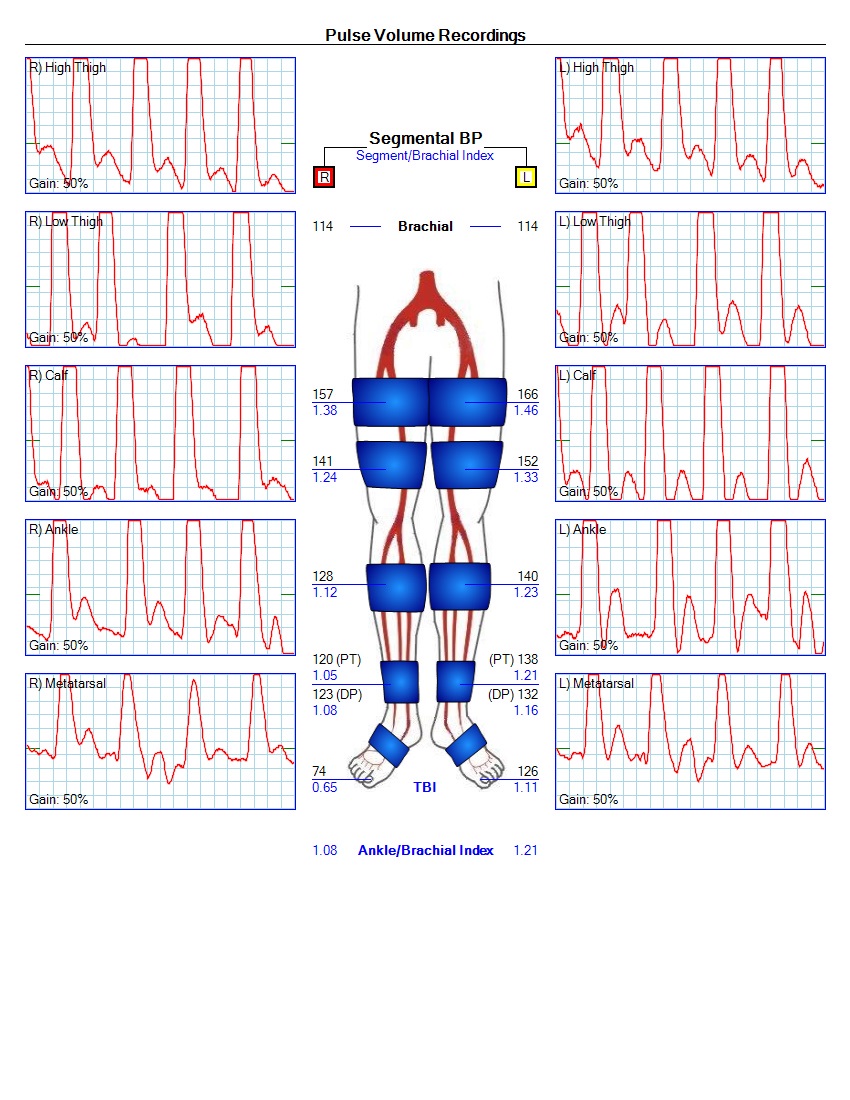 Pulse Volume Recordings
R) High Thigh
Gain: 50%
L) High Thigh
Gain: 50%
Segmental BP
Segment/Brachial Index
R
L
114 Brachial 114
R) Low Thigh
Gain: 50%
L) Low Thigh
Gain: 50%
R) Calf
Gain: 50%
L) Calf
Gain: 50%
157 166
1.38 1.46
141 152
1.24 1.33
R) Ankle
Gain: 50%
L) Ankle
Gain: 50%
128 140
1.12 1.23
120 (PT) (PT) 138
1.05 1.21
123 (DP) (DP) 132
1.08 1.16
R) Metatarsal
Gain: 50%
L) Metatarsal
Gain: 50%
74 126
0.65 TBI 1.11
1.08 Ankle/Brachial Index 1.21